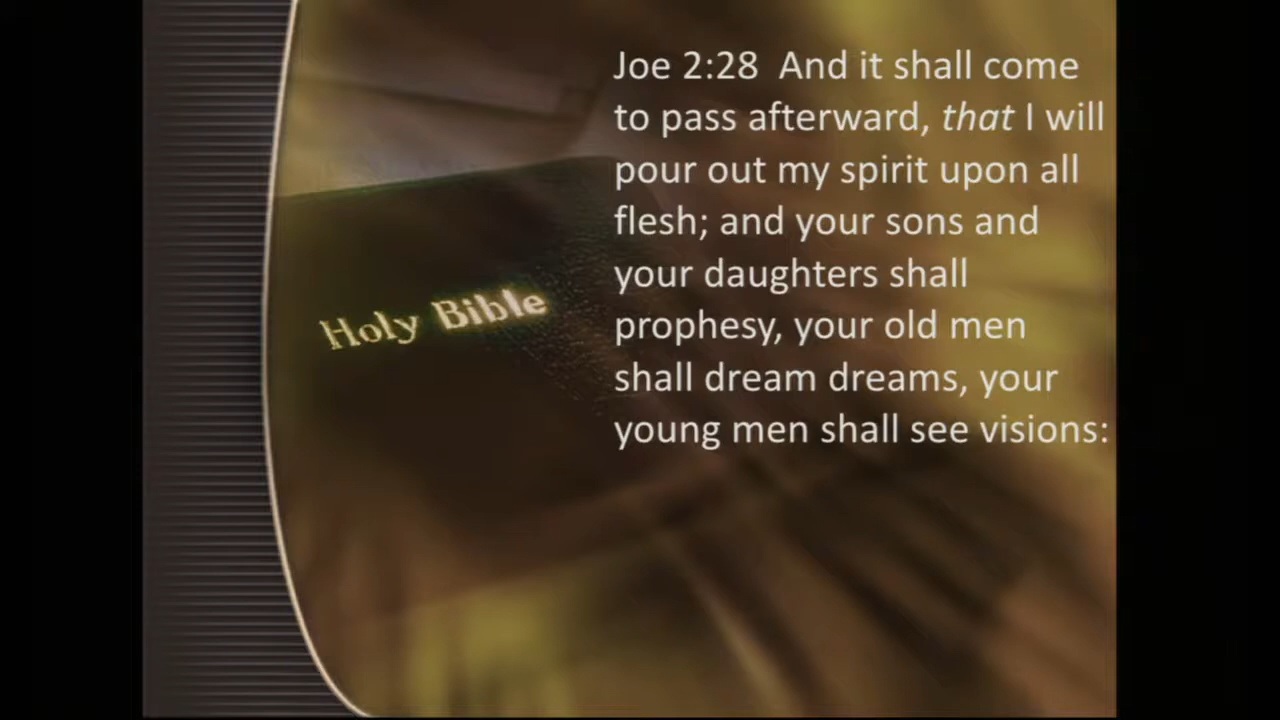 Joe 2:28  And it shall come
to pass afterward, that I will
pour out my spirit upon all
flesh; and your sons and
your daughters shall
prophesy, your old men
shall dream dreams, your
young men shall see visions:
Holy Bible